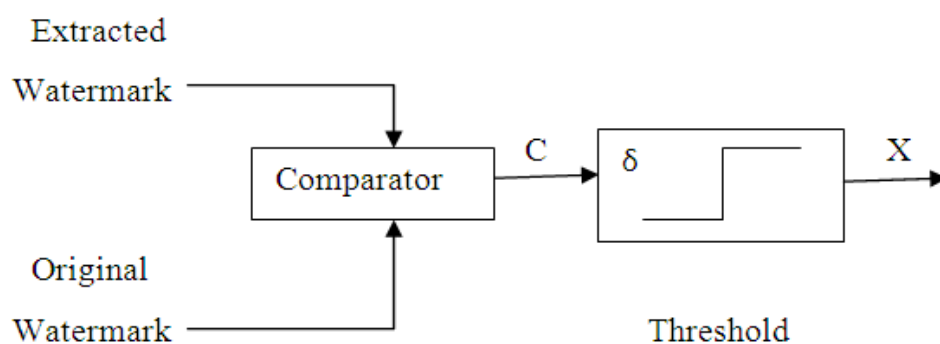 Extracted
Watermark
Comparator
C
δ
X
Original
Watermark
Threshold